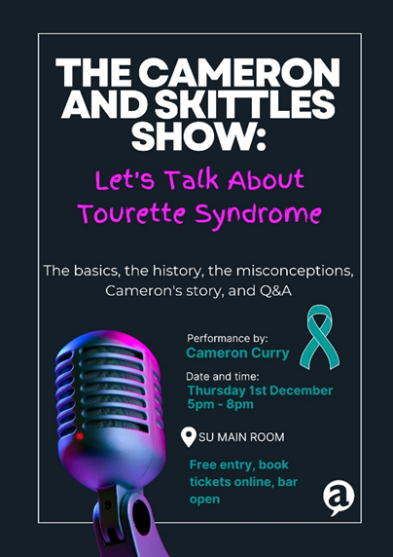 THE CAMERON
AND SKITTLES
SHOW:
Let's Talk About
Tourette Syndrome
The basics, the history, the misconceptions,
Cameron's story, and Q&A
Performance by:
Cameron Curry
Date and time:
Thursday 1st December
5pm - 8pm
SU MAIN ROOM
Free entry, book
tickets online, bar
open
a